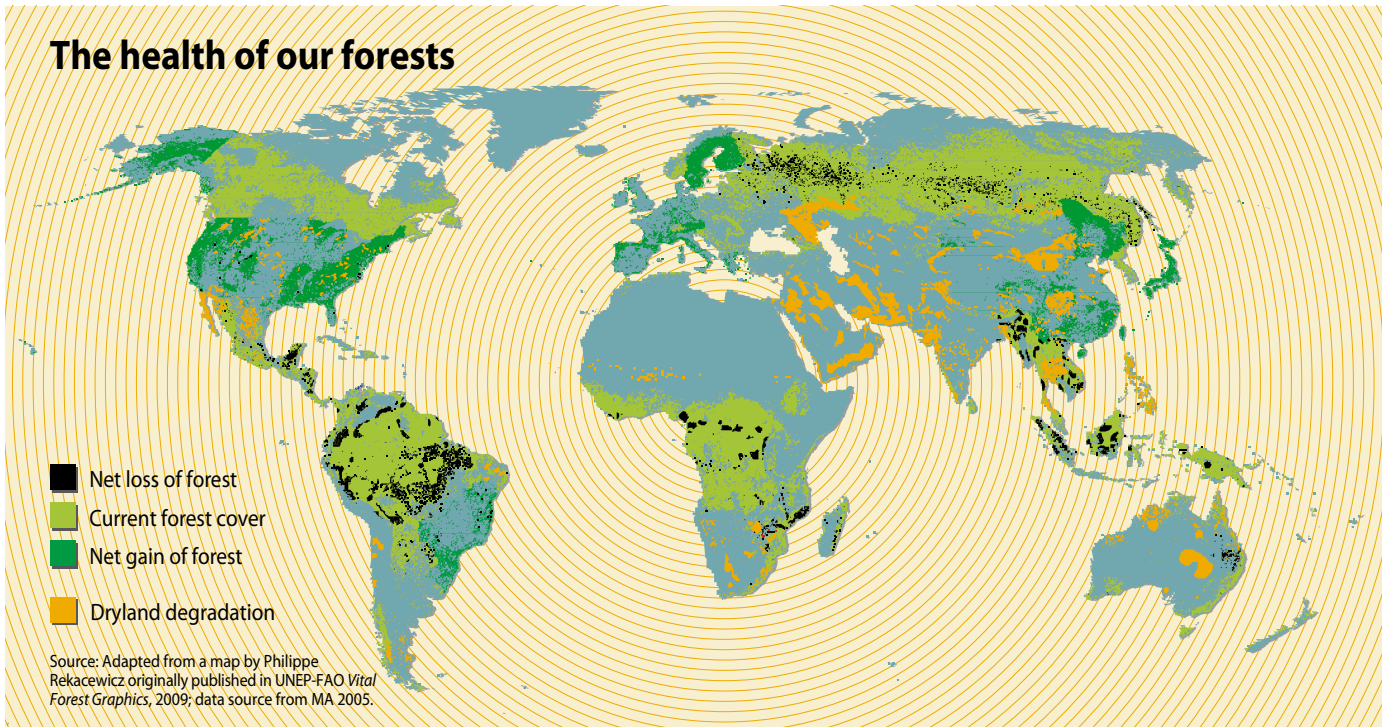 The health of our forests
Net loss of forest
Current forest cover
Net gain of forest
Dryland degradation
Source: Adapted from a map by Philippe
Rekacewicz originally published in UNEP-FAO Vital
Forest Graphics, 2009; data source from MA 2005.